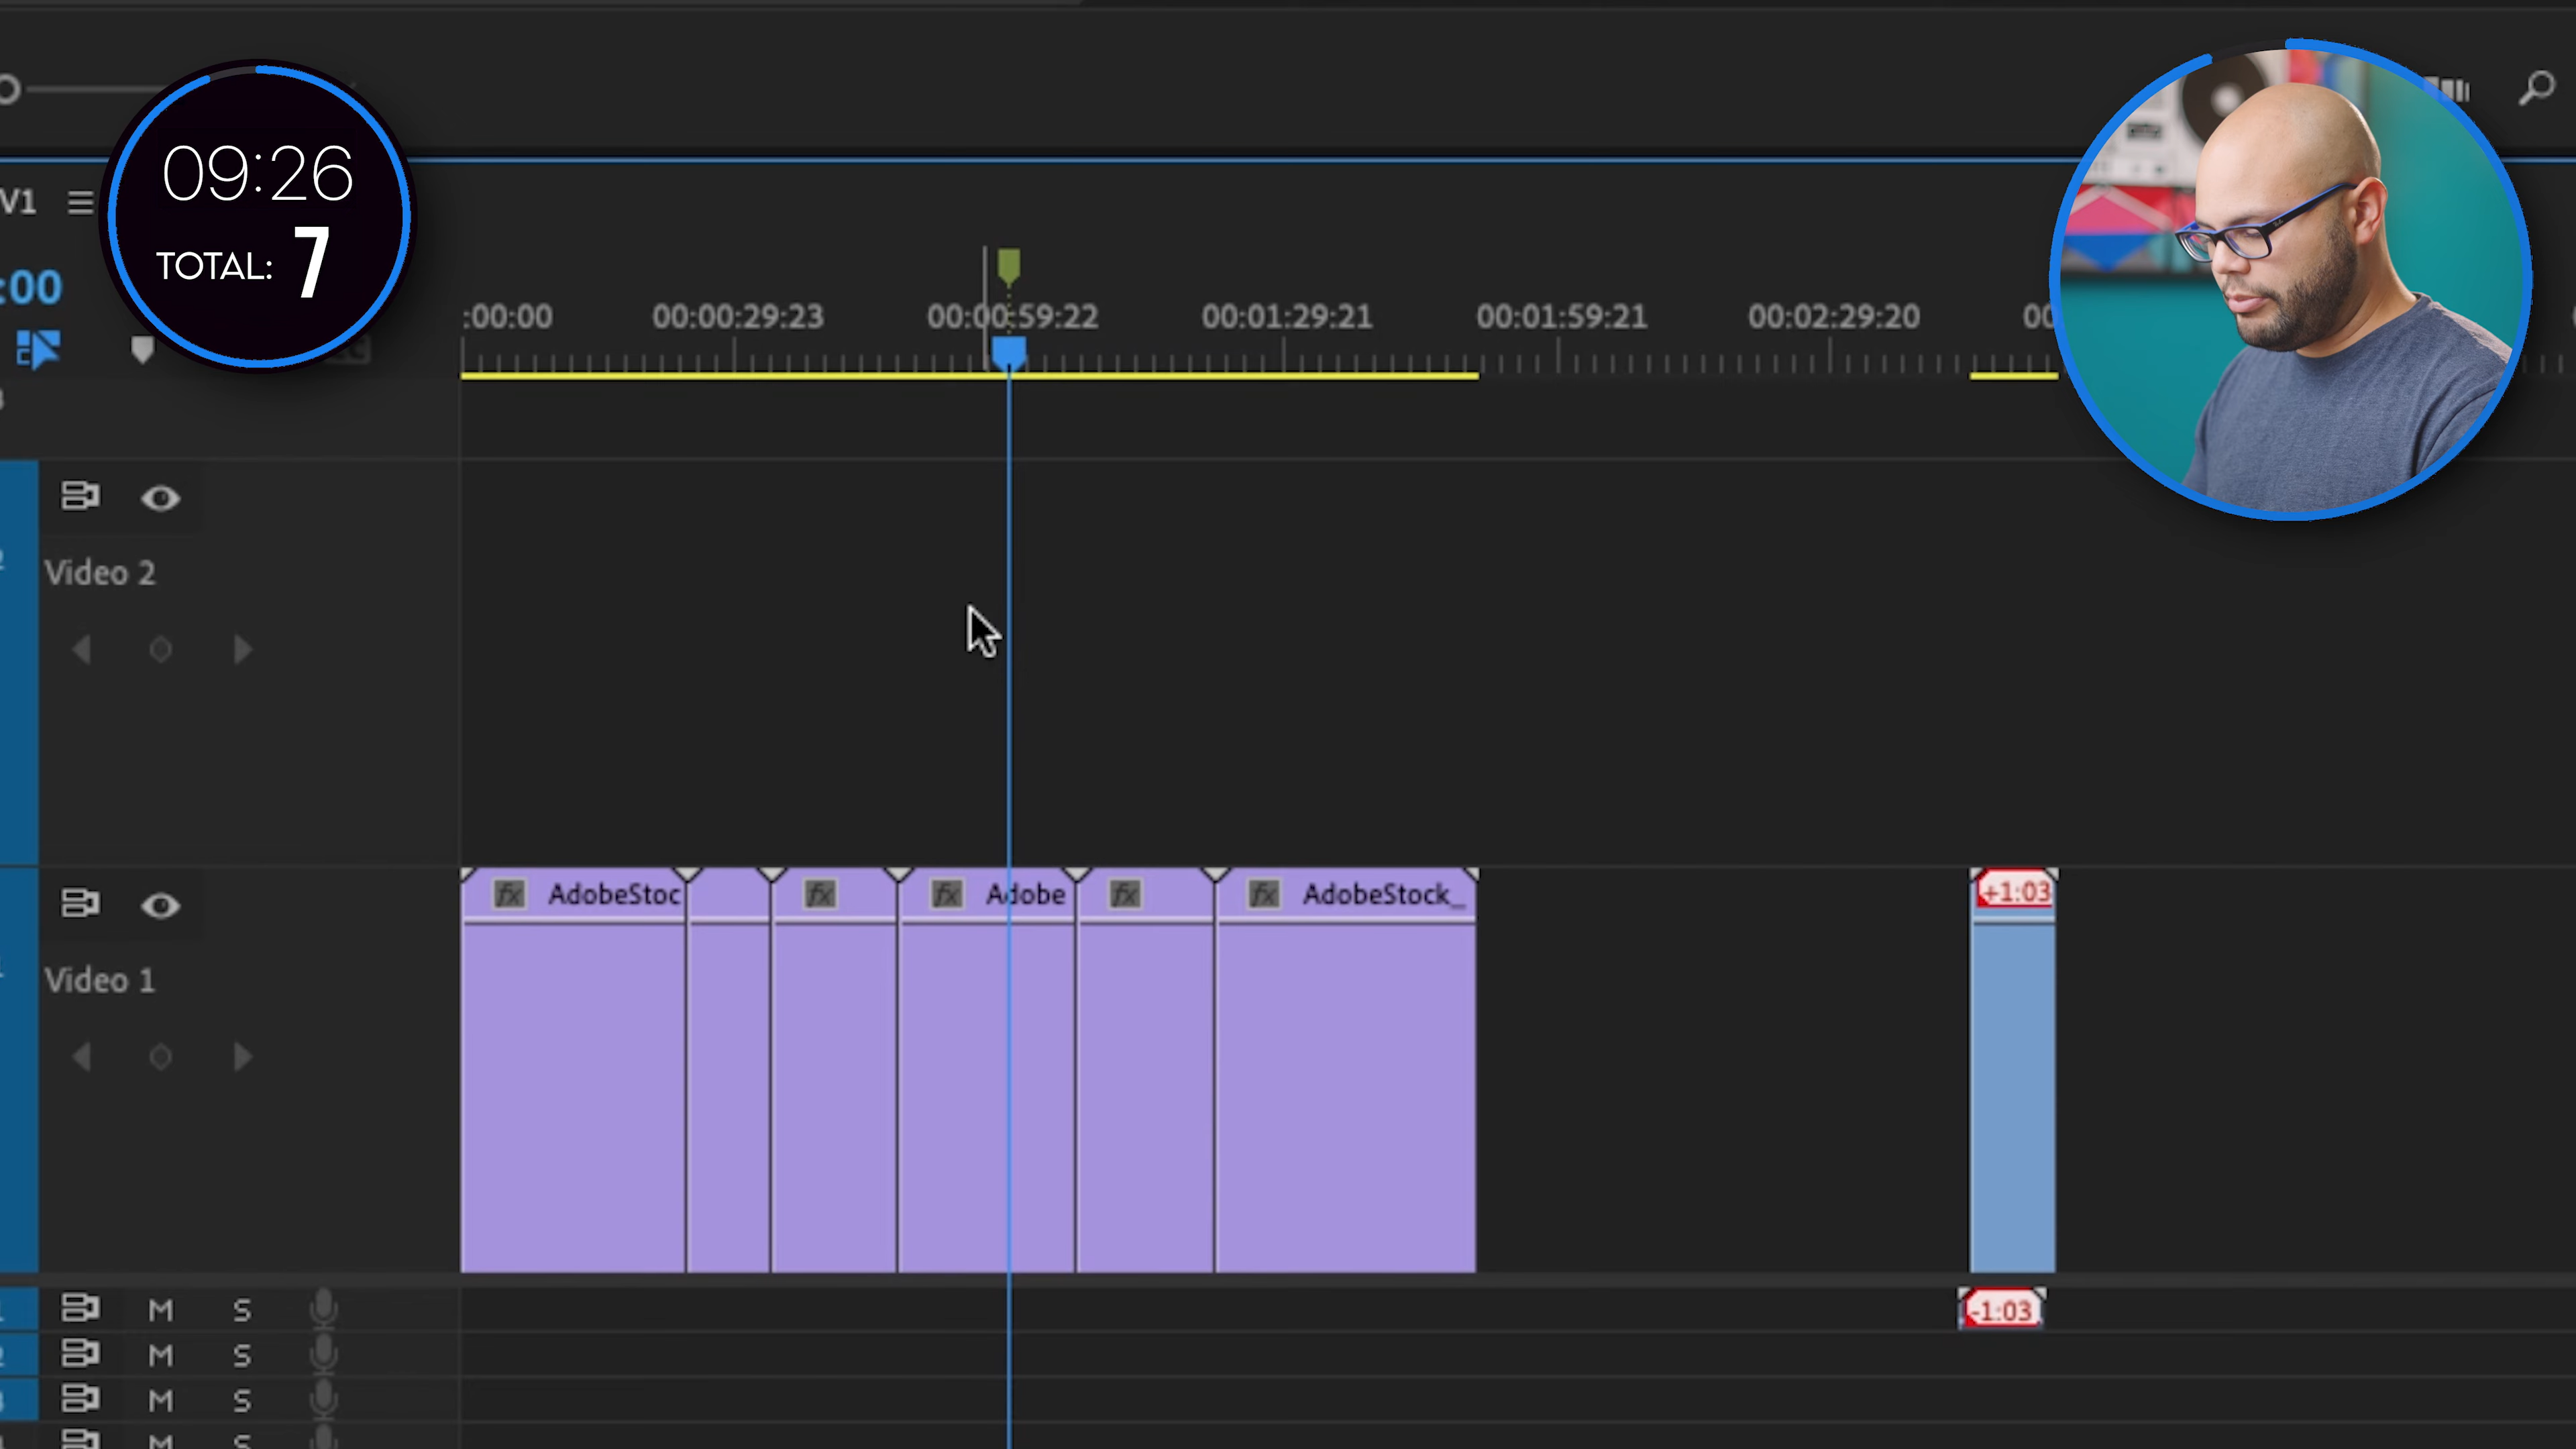 09:26
TOTAL: 7
V1
:00
:00:00 00:00:29:23 00:00:59:22 00:01:29:21 00:01:59:21 00:02:29:20 00
Video 2
fx AdobeStoc fx fx Adobe fx fx AdobeStock_ +1:03
Video 1
M S -1:03
M S
M S
M